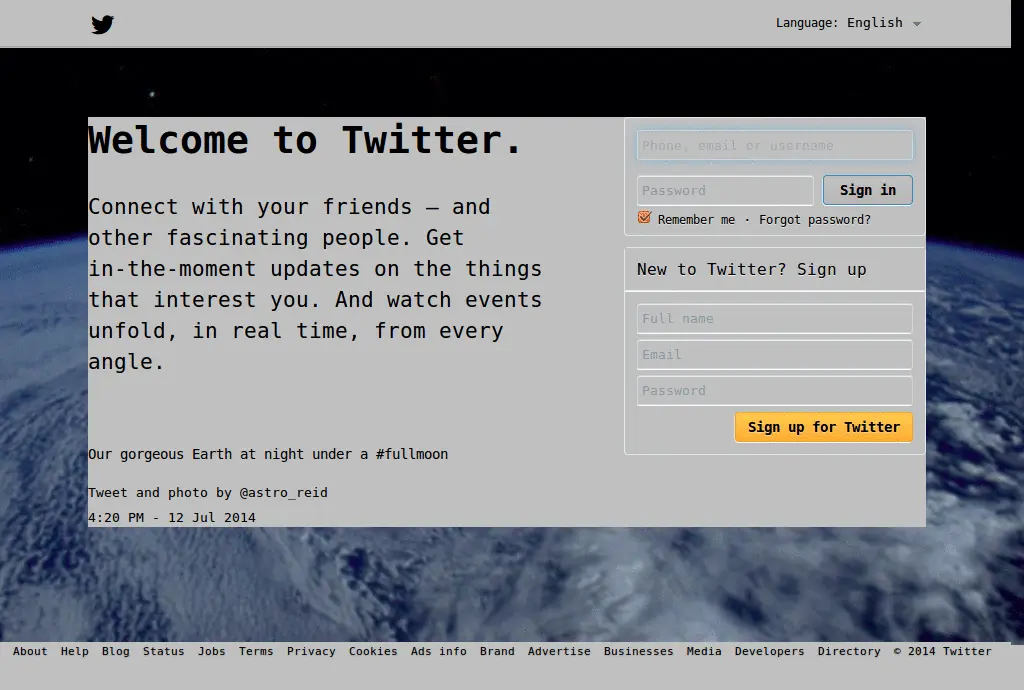 Language: English
Welcome to Twitter.
Connect with your friends — and
other fascinating people. Get
in-the-moment updates on the things
that interest you. And watch events
unfold, in real time, from every
angle.
Our gorgeous Earth at night under a #fullmoon
Tweet and photo by @astro_reid
4:20 PM - 12 Jul 2014
Phone, email or username
Password
Sign in
Remember me · Forgot password?
New to Twitter? Sign up
Full name
Email
Password
Sign up for Twitter
About Help Blog Status Jobs Terms Privacy Cookies Ads info Brand Advertise Businesses Media Developers Directory © 2014 Twitter